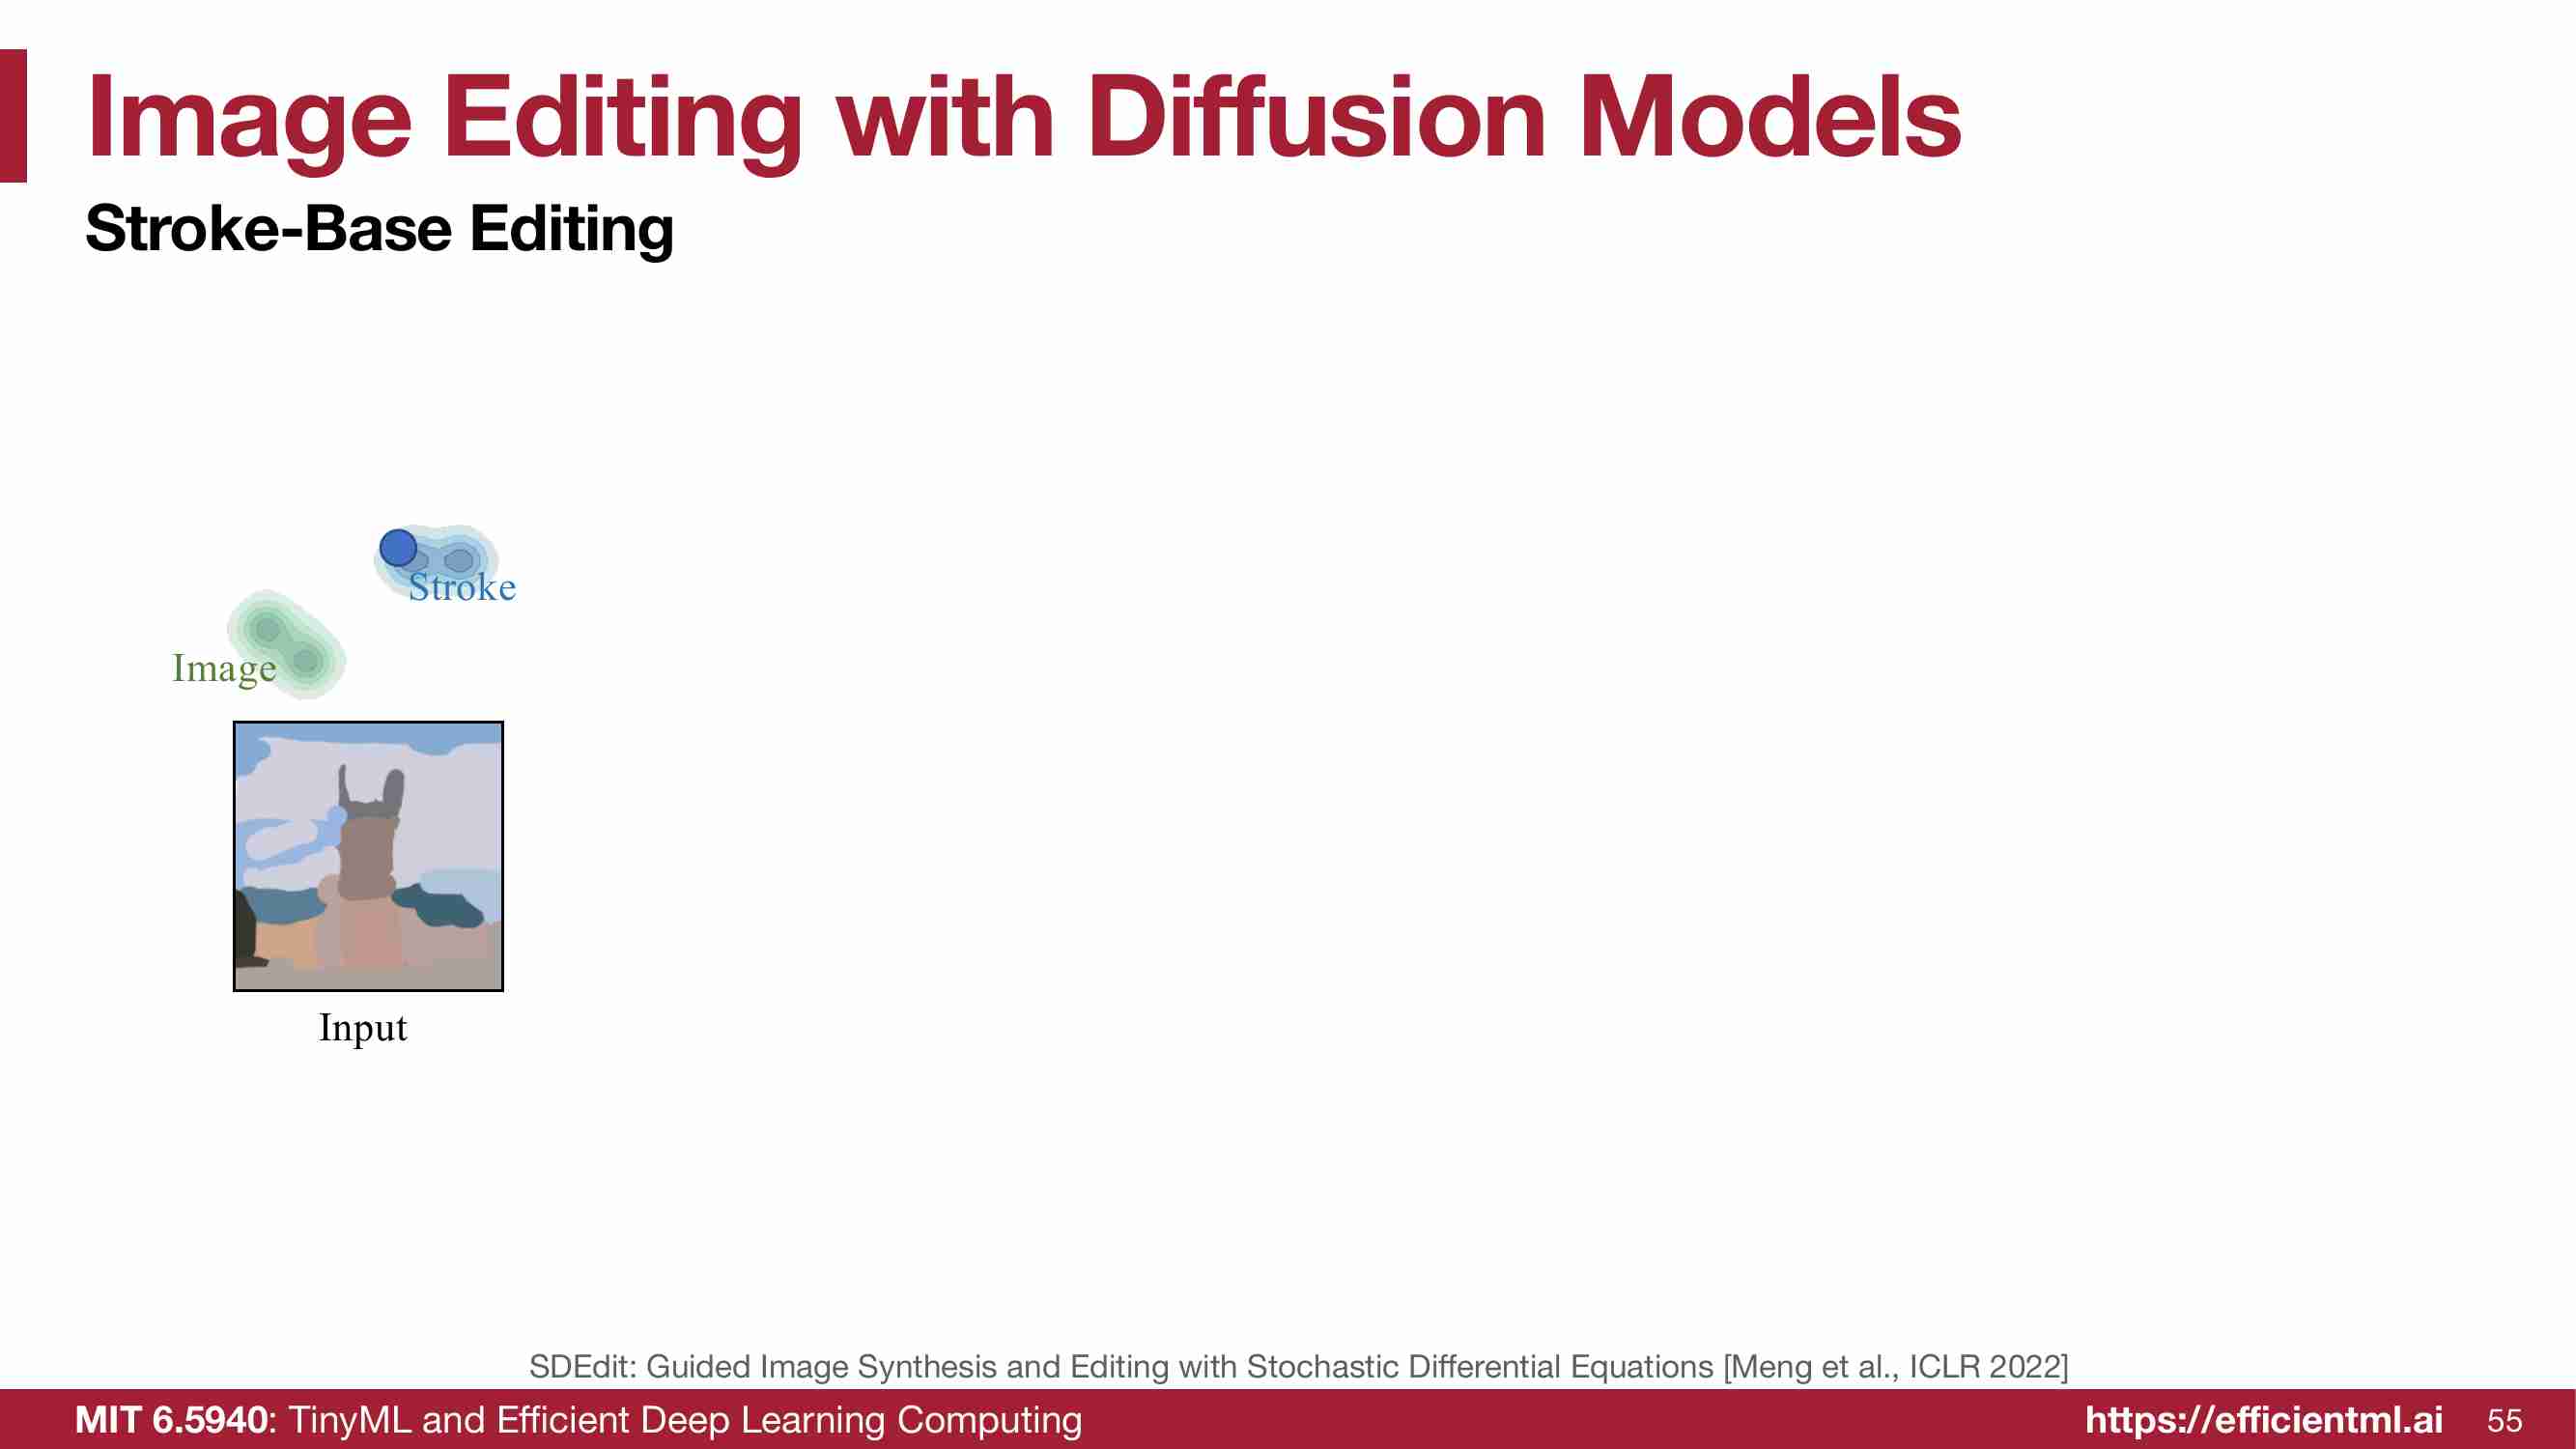 Image Editing with Diffusion Models
Stroke-Base Editing
Stroke
Image
Input
SDEdit: Guided Image Synthesis and Editing with Stochastic Differential Equations [Meng et al., ICLR 2022]
MIT 6.5940: TinyML and Efficient Deep Learning Computing
https://efficientml.ai
55